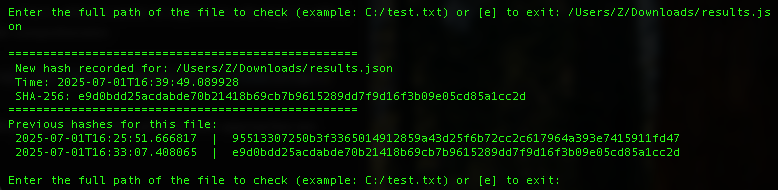 Enter the full path of the file to check (example: C:/test.txt) or [e] to exit: /Users/Z/Downloads/results.js
on
==================================================
New hash recorded for: /Users/Z/Downloads/results.json
Time: 2025-07-01T16:39:49.089928
SHA-256: e9d0bdd25acdabde70b21418b69cb7b9615289dd7f9d16f3b09e05cd85a1cc2d
==================================================
Previous hashes for this file:
2025-07-01T16:25:51.666817 | 95513307250b3f3365014912859a43d25f6b72cc2c617964a393e7415911fd47
2025-07-01T16:33:07.408065 | e9d0bdd25acdabde70b21418b69cb7b9615289dd7f9d16f3b09e05cd85a1cc2d
Enter the full path of the file to check (example: C:/test.txt) or [e] to exit: